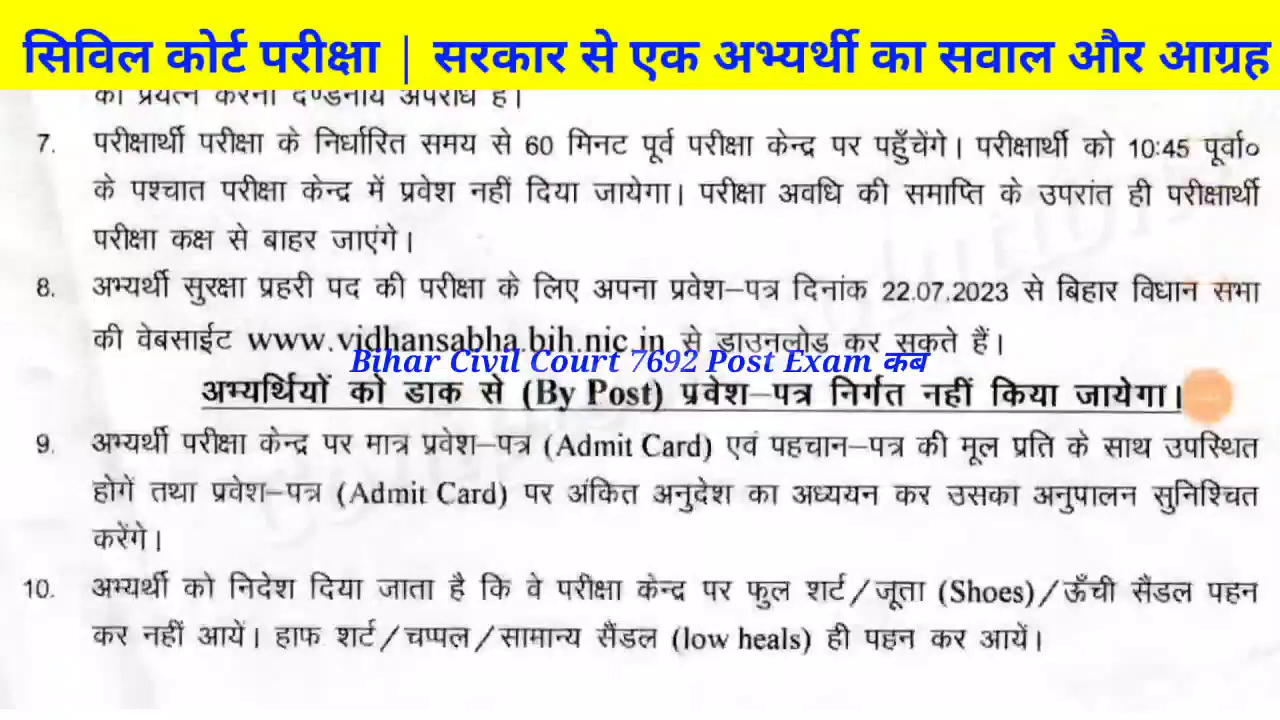 सिविल कोर्ट परीक्षा | सरकार से एक अभ्यर्थी का सवाल और आग्रह
का प्रयत्न करना दण्डनीय अपराध है।
7. परीक्षार्थी परीक्षा के निर्धारित समय से 60 मिनट पूर्व परीक्षा केन्द्र पर पहुँचेंगे। परीक्षार्थी को 10:45 पूर्वा०
के पश्चात परीक्षा केन्द्र में प्रवेश नहीं दिया जायेगा। परीक्षा अवधि की समाप्ति के उपरांत ही परीक्षार्थी
परीक्षा कक्ष से बाहर जाएंगे।
8. अभ्यर्थी सुरक्षा प्रहरी पद की परीक्षा के लिए अपना प्रवेश–पत्र दिनांक 22.07.2023 से बिहार विधान सभा
की वेबसाईट www.vidhansabha.bih.nic.in से डाउनलोड कर सकते हैं।
Bihar Civil Court 7692 Post Exam कब
अभ्यर्थियों को डाक से (By Post) प्रवेश–पत्र निर्गत नहीं किया जायेगा।
9. अभ्यर्थी परीक्षा केन्द्र पर मात्र प्रवेश–पत्र (Admit Card) एवं पहचान–पत्र की मूल प्रति के साथ उपस्थित
होगें तथा प्रवेश–पत्र (Admit Card) पर अंकित अनुदेश का अध्ययन कर उसका अनुपालन सुनिश्चित
करेंगे।
10. अभ्यर्थी को निदेश दिया जाता है कि वे परीक्षा केन्द्र पर फुल शर्ट/जूता (Shoes)/ऊँची सैंडल पहन
कर नहीं आयें। हाफ शर्ट/चप्पल/सामान्य सैंडल (low heals) ही पहन कर आयें।